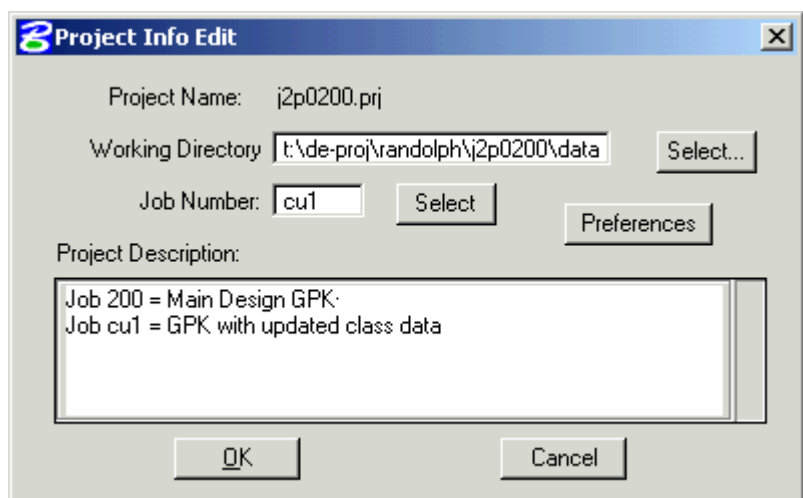 Project Info Edit
Project Name: j2p0200.prj
Working Directory t:\de-proj\randolph\j2p0200\data Select...
Job Number: cu1 Select
Preferences
Project Description:
Job 200 = Main Design GPK·
Job cu1 = GPK with updated class data
OK Cancel